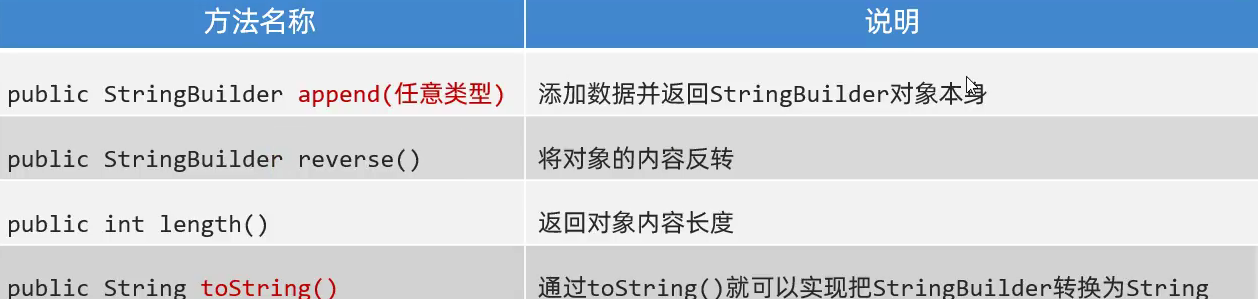 方法名称 说明
public StringBuilder append(任意类型) 添加数据并返回StringBuilder对象本身
public StringBuilder reverse() 将对象的内容反转
public int length() 返回对象内容长度
public String toString() 通过toString()就可以实现把StringBuilder转换为String